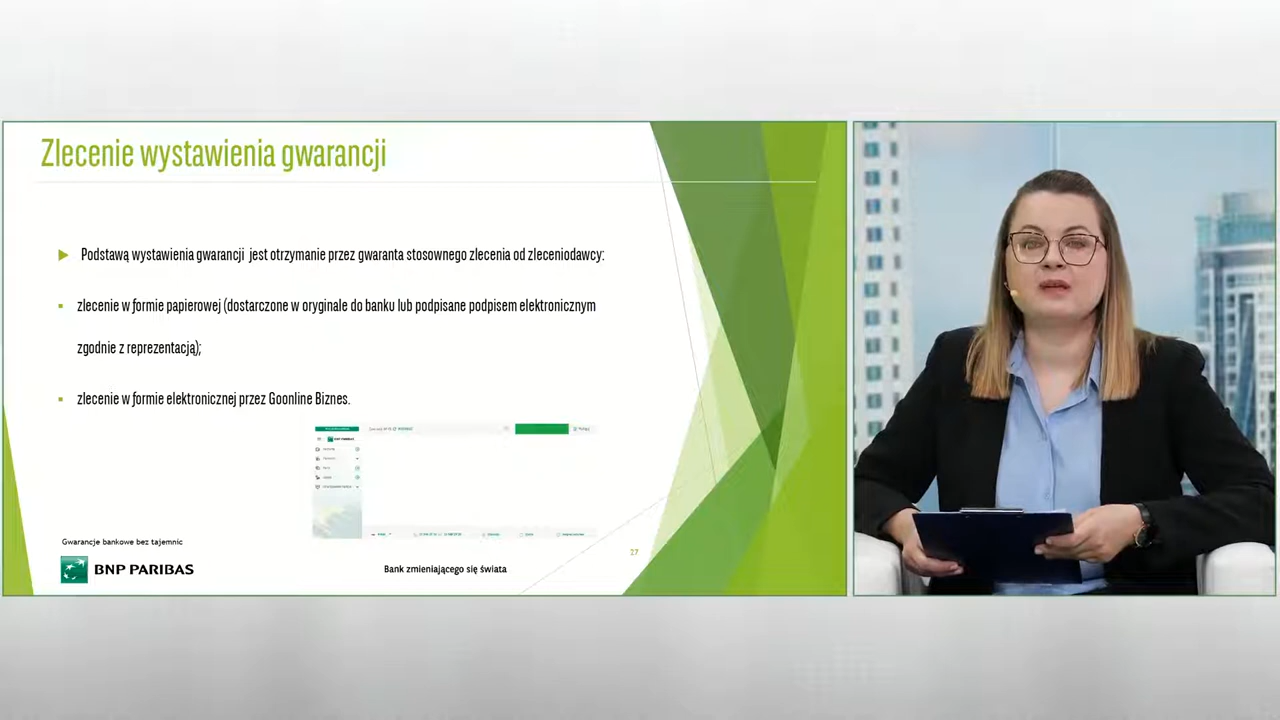 Zlecenie wystawienia gwarancji
Podstawą wystawienia gwarancji jest otrzymanie przez gwaranta stosownego zlecenia od zleceniodawcy:
zlecenie w formie papierowej (dostarczone w oryginale do banku lub podpisane podpisem elektronicznym
zgodnie z reprezentacją);
zlecenie w formie elektronicznej przez Goonline Biznes.
BNP PARIBAS
Gwarancje bankowe bez tajemnic
27
BNP PARIBAS
Bank zmieniającego się świata